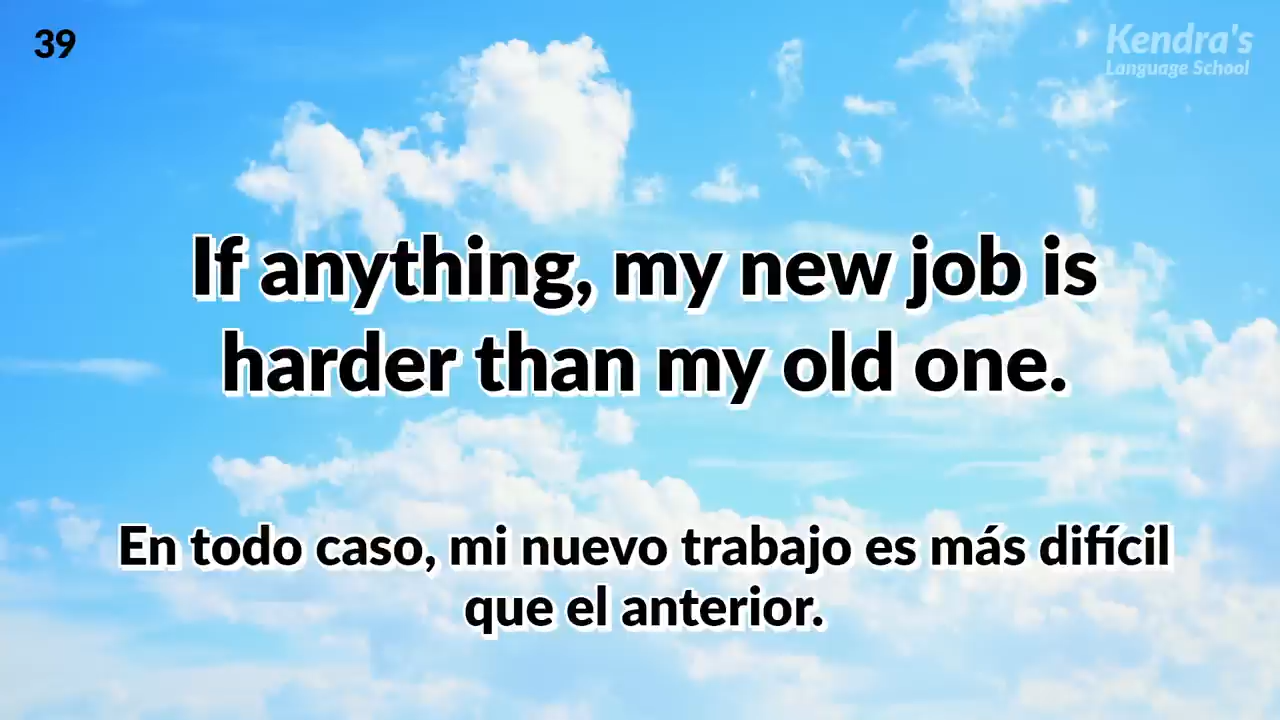 39
Kendra's
Language School
If anything, my new job is
harder than my old one.
En todo caso, mi nuevo trabajo es más difícil
que el anterior.